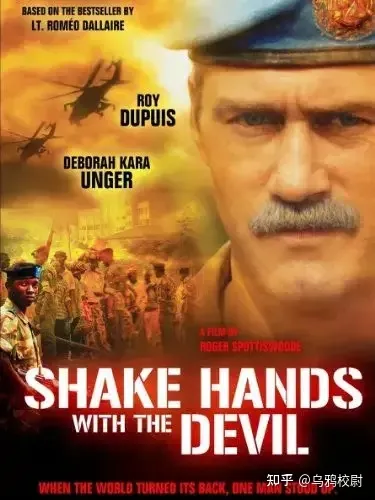 BASED ON THE BESTSELLER BY
LT. ROMÉO DALLAIRE
ROY
DUPUIS
DEBORAH KARA
UNGER
A FILM BY
ROGER SPOTTISWOODE
SHAKE HANDS
WITH THE DEVIL
知乎 @乌鸦校尉
WHEN THE WORLD TURNED ITS BACK, ONE MAN STOOD UP.